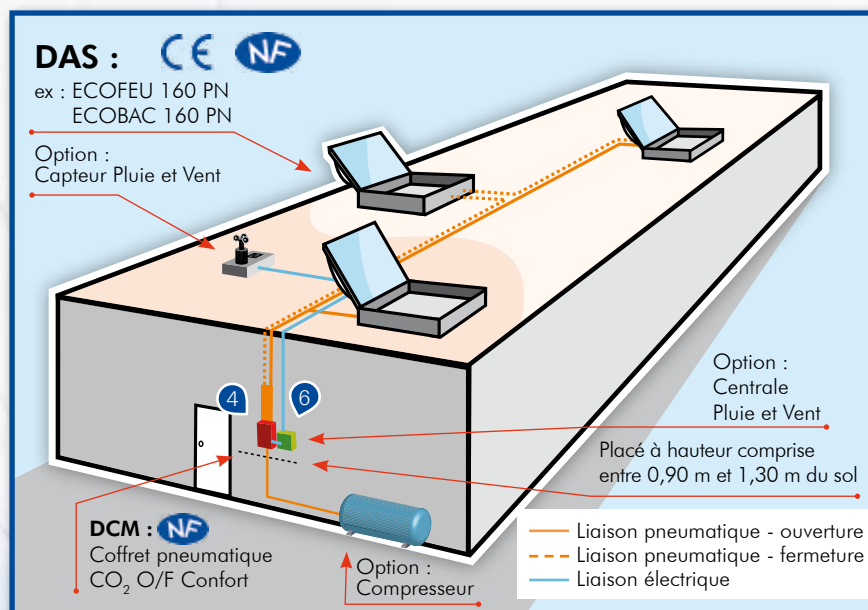 DAS : CE NF
ex : ECOFEU 160 PN
ECOBAC 160 PN
Option :
Capteur Pluie et Vent
4
6
Option :
Centrale
Pluie et Vent
Placé à hauteur comprise
entre 0,90 m et 1,30 m du sol
DCM : NF
Coffret pneumatique
CO₂ O/F Confort
Option :
Compresseur
Liaison pneumatique - ouverture
Liaison pneumatique - fermeture
Liaison électrique